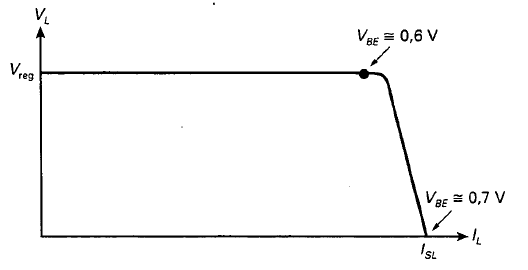 V_L
V_BE ≅ 0,6 V
V_reg
V_BE ≅ 0,7 V
I_L
I_SL